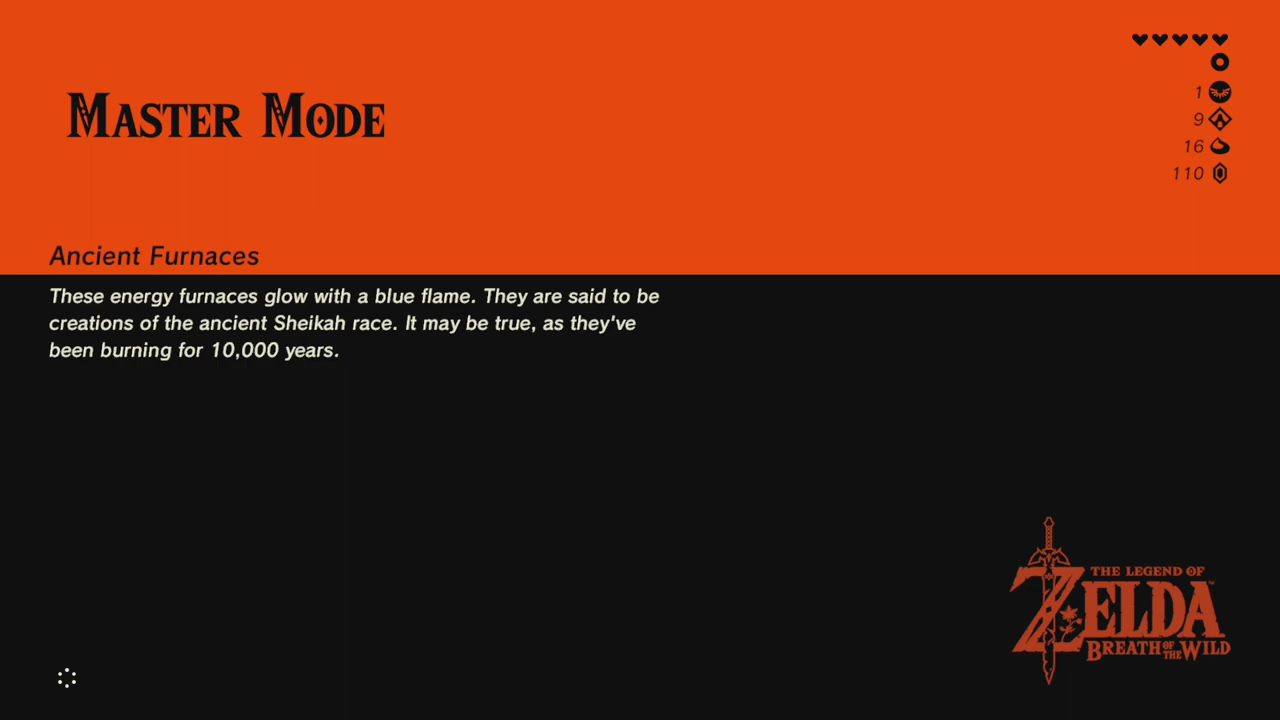 Master Mode
1
9
16
110
Ancient Furnaces
These energy furnaces glow with a blue flame. They are said to be
creations of the ancient Sheikah race. It may be true, as they've
been burning for 10,000 years.
THE LEGEND OF
ZELDA
BREATH OF THE WILD